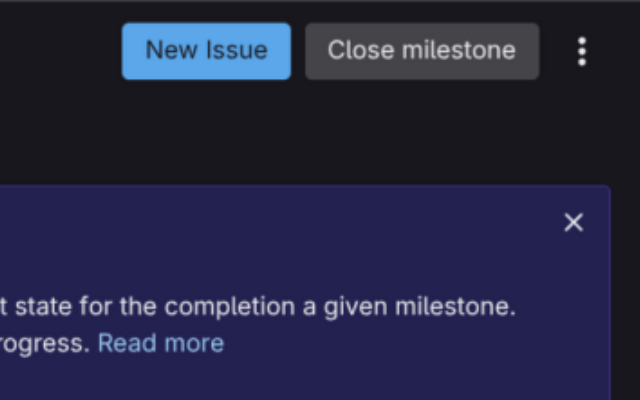 New Issue
Close milestone
t state for the completion a given milestone.
rogress. Read more